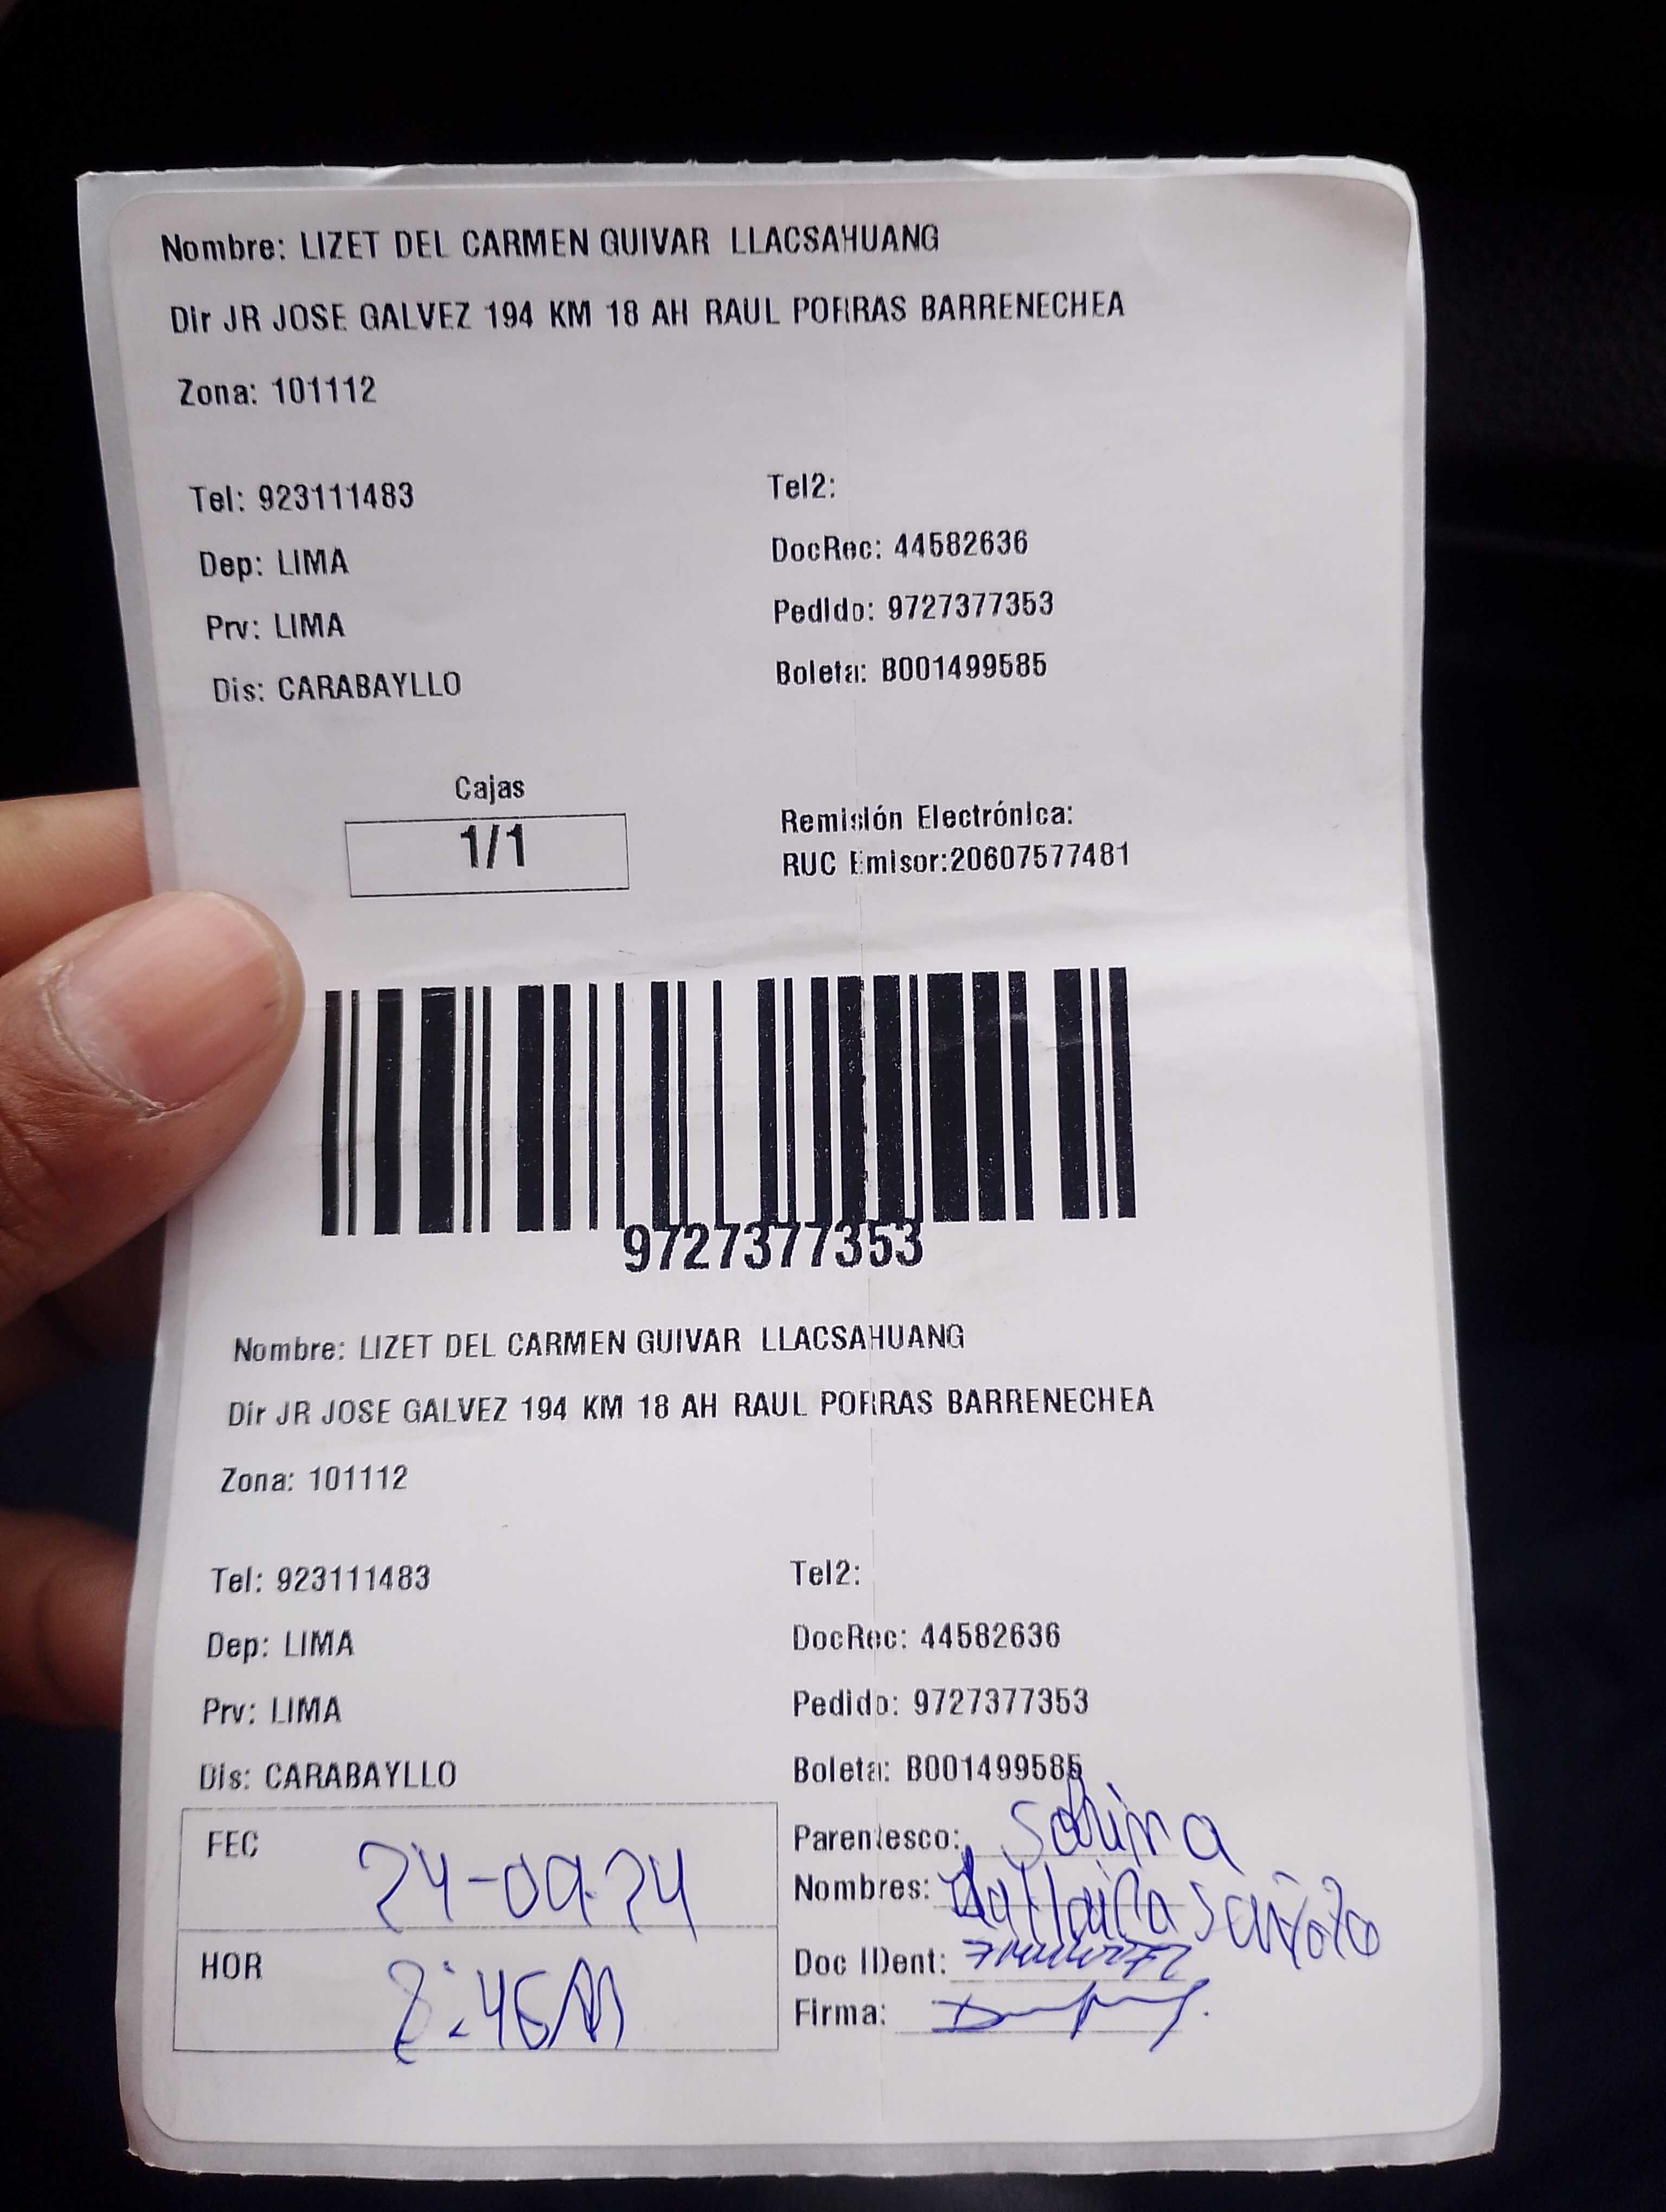 Nombre: LIZET DEL CARMEN GUIVAR LLACSAHUANG
Dir JR JOSE GALVEZ 194 KM 18 AH RAUL PORRAS BARRENECHEA
Zona: 101112
Tel: 923111483 Tel2:
Dep: LIMA DocRec: 44582636
Prv: LIMA Pedido: 9727377353
Dis: CARABAYLLO Boleta: B001499585
Cajas
1/1
Remisión Electrónica:
RUC Emisor:20607577481
9727377353
Nombre: LIZET DEL CARMEN GUIVAR LLACSAHUANG
Dir JR JOSE GALVEZ 194 KM 18 AH RAUL PORRAS BARRENECHEA
Zona: 101112
Tel: 923111483 Tel2:
Dep: LIMA DocRec: 44582636
Prv: LIMA Pedido: 9727377353
Dis: CARABAYLLO Boleta: B001499585
FEC 24-09-24
HOR
Parentesco:
Nombres:
Doc IDent:
Firma: